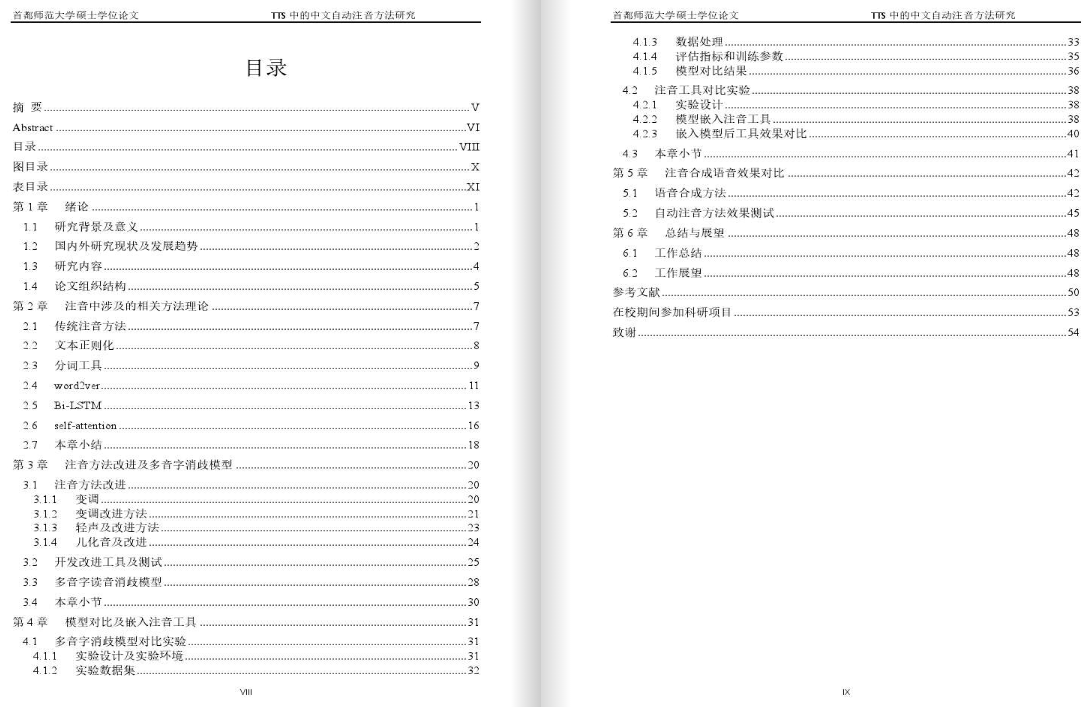 首都师范大学硕士学位论文 TTS 中的中文自动注音方法研究
目录
摘 要 V
Abstract VI
目录 VIII
图目录 X
表目录 XI
第 1 章 绪论 1
1.1 研究背景及意义 1
1.2 国内外研究现状及发展趋势 2
1.3 研究内容 4
1.4 论文组织结构 5
第 2 章 注音中涉及的相关方法理论 7
2.1 传统注音方法 7
2.2 文本正则化 8
2.3 分词工具 9
2.4 word2ver 11
2.5 Bi-LSTM 13
2.6 self-attention 16
2.7 本章小结 18
第 3 章 注音方法改进及多音字消歧模型 20
3.1 注音方法改进 20
3.1.1 变调 20
3.1.2 变调改进方法 21
3.1.3 轻声及改进方法 23
3.1.4 儿化音及改进 24
3.2 开发改进工具及测试 25
3.3 多音字读音消歧模型 28
3.4 本章小节 30
第 4 章 模型对比及嵌入注音工具 31
4.1 多音字消歧模型对比实验 31
4.1.1 实验设计及实验环境 31
4.1.2 实验数据集 32
VIII
首都师范大学硕士学位论文 TTS 中的中文自动注音方法研究
4.1.3 数据处理 33
4.1.4 评估指标和训练参数 35
4.1.5 模型对比结果 36
4.2 注音工具对比实验 38
4.2.1 实验设计 38
4.2.2 模型嵌入注音工具 38
4.2.3 嵌入模型后工具效果对比 40
4.3 本章小节 41
第 5 章 注音合成语音效果对比 42
5.1 语音合成方法 42
5.2 自动注音方法效果测试 45
第 6 章 总结与展望 48
6.1 工作总结 48
6.2 工作展望 48
参考文献 50
在校期间参加科研项目 53
致谢 54
IX